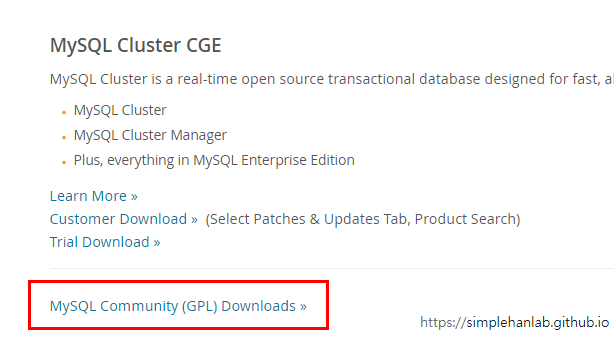 MySQL Cluster CGE
MySQL Cluster is a real-time open source transactional database designed for fast,
• MySQL Cluster
• MySQL Cluster Manager
• Plus, everything in MySQL Enterprise Edition
Learn More »
Customer Download » (Select Patches & Updates Tab, Product Search)
Trial Download »
MySQL Community (GPL) Downloads »
https://simplehanlab.github.io